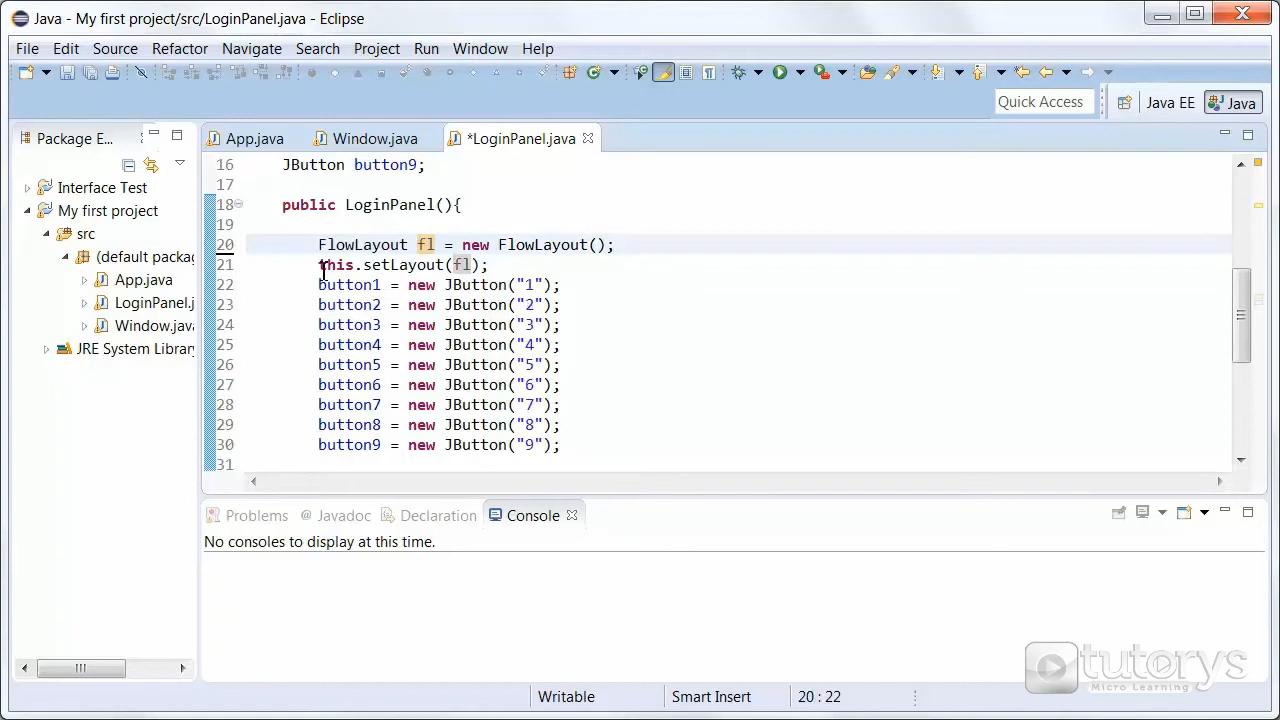 Java - My first project/src/LoginPanel.java - Eclipse
File Edit Source Refactor Navigate Search Project Run Window Help
Quick Access Java EE Java
Package E... App.java Window.java *LoginPanel.java
Interface Test
My first project
src
(default packag
App.java
LoginPanel.j
Window.java
JRE System Library
16 JButton button9;
17
18 public LoginPanel(){
19
20 FlowLayout fl = new FlowLayout();
21 this.setLayout(fl);
22 button1 = new JButton("1");
23 button2 = new JButton("2");
24 button3 = new JButton("3");
25 button4 = new JButton("4");
26 button5 = new JButton("5");
27 button6 = new JButton("6");
28 button7 = new JButton("7");
29 button8 = new JButton("8");
30 button9 = new JButton("9");
31
Problems @ Javadoc Declaration Console
No consoles to display at this time.
tutorys
Micro Learning
Writable Smart Insert 20 : 22